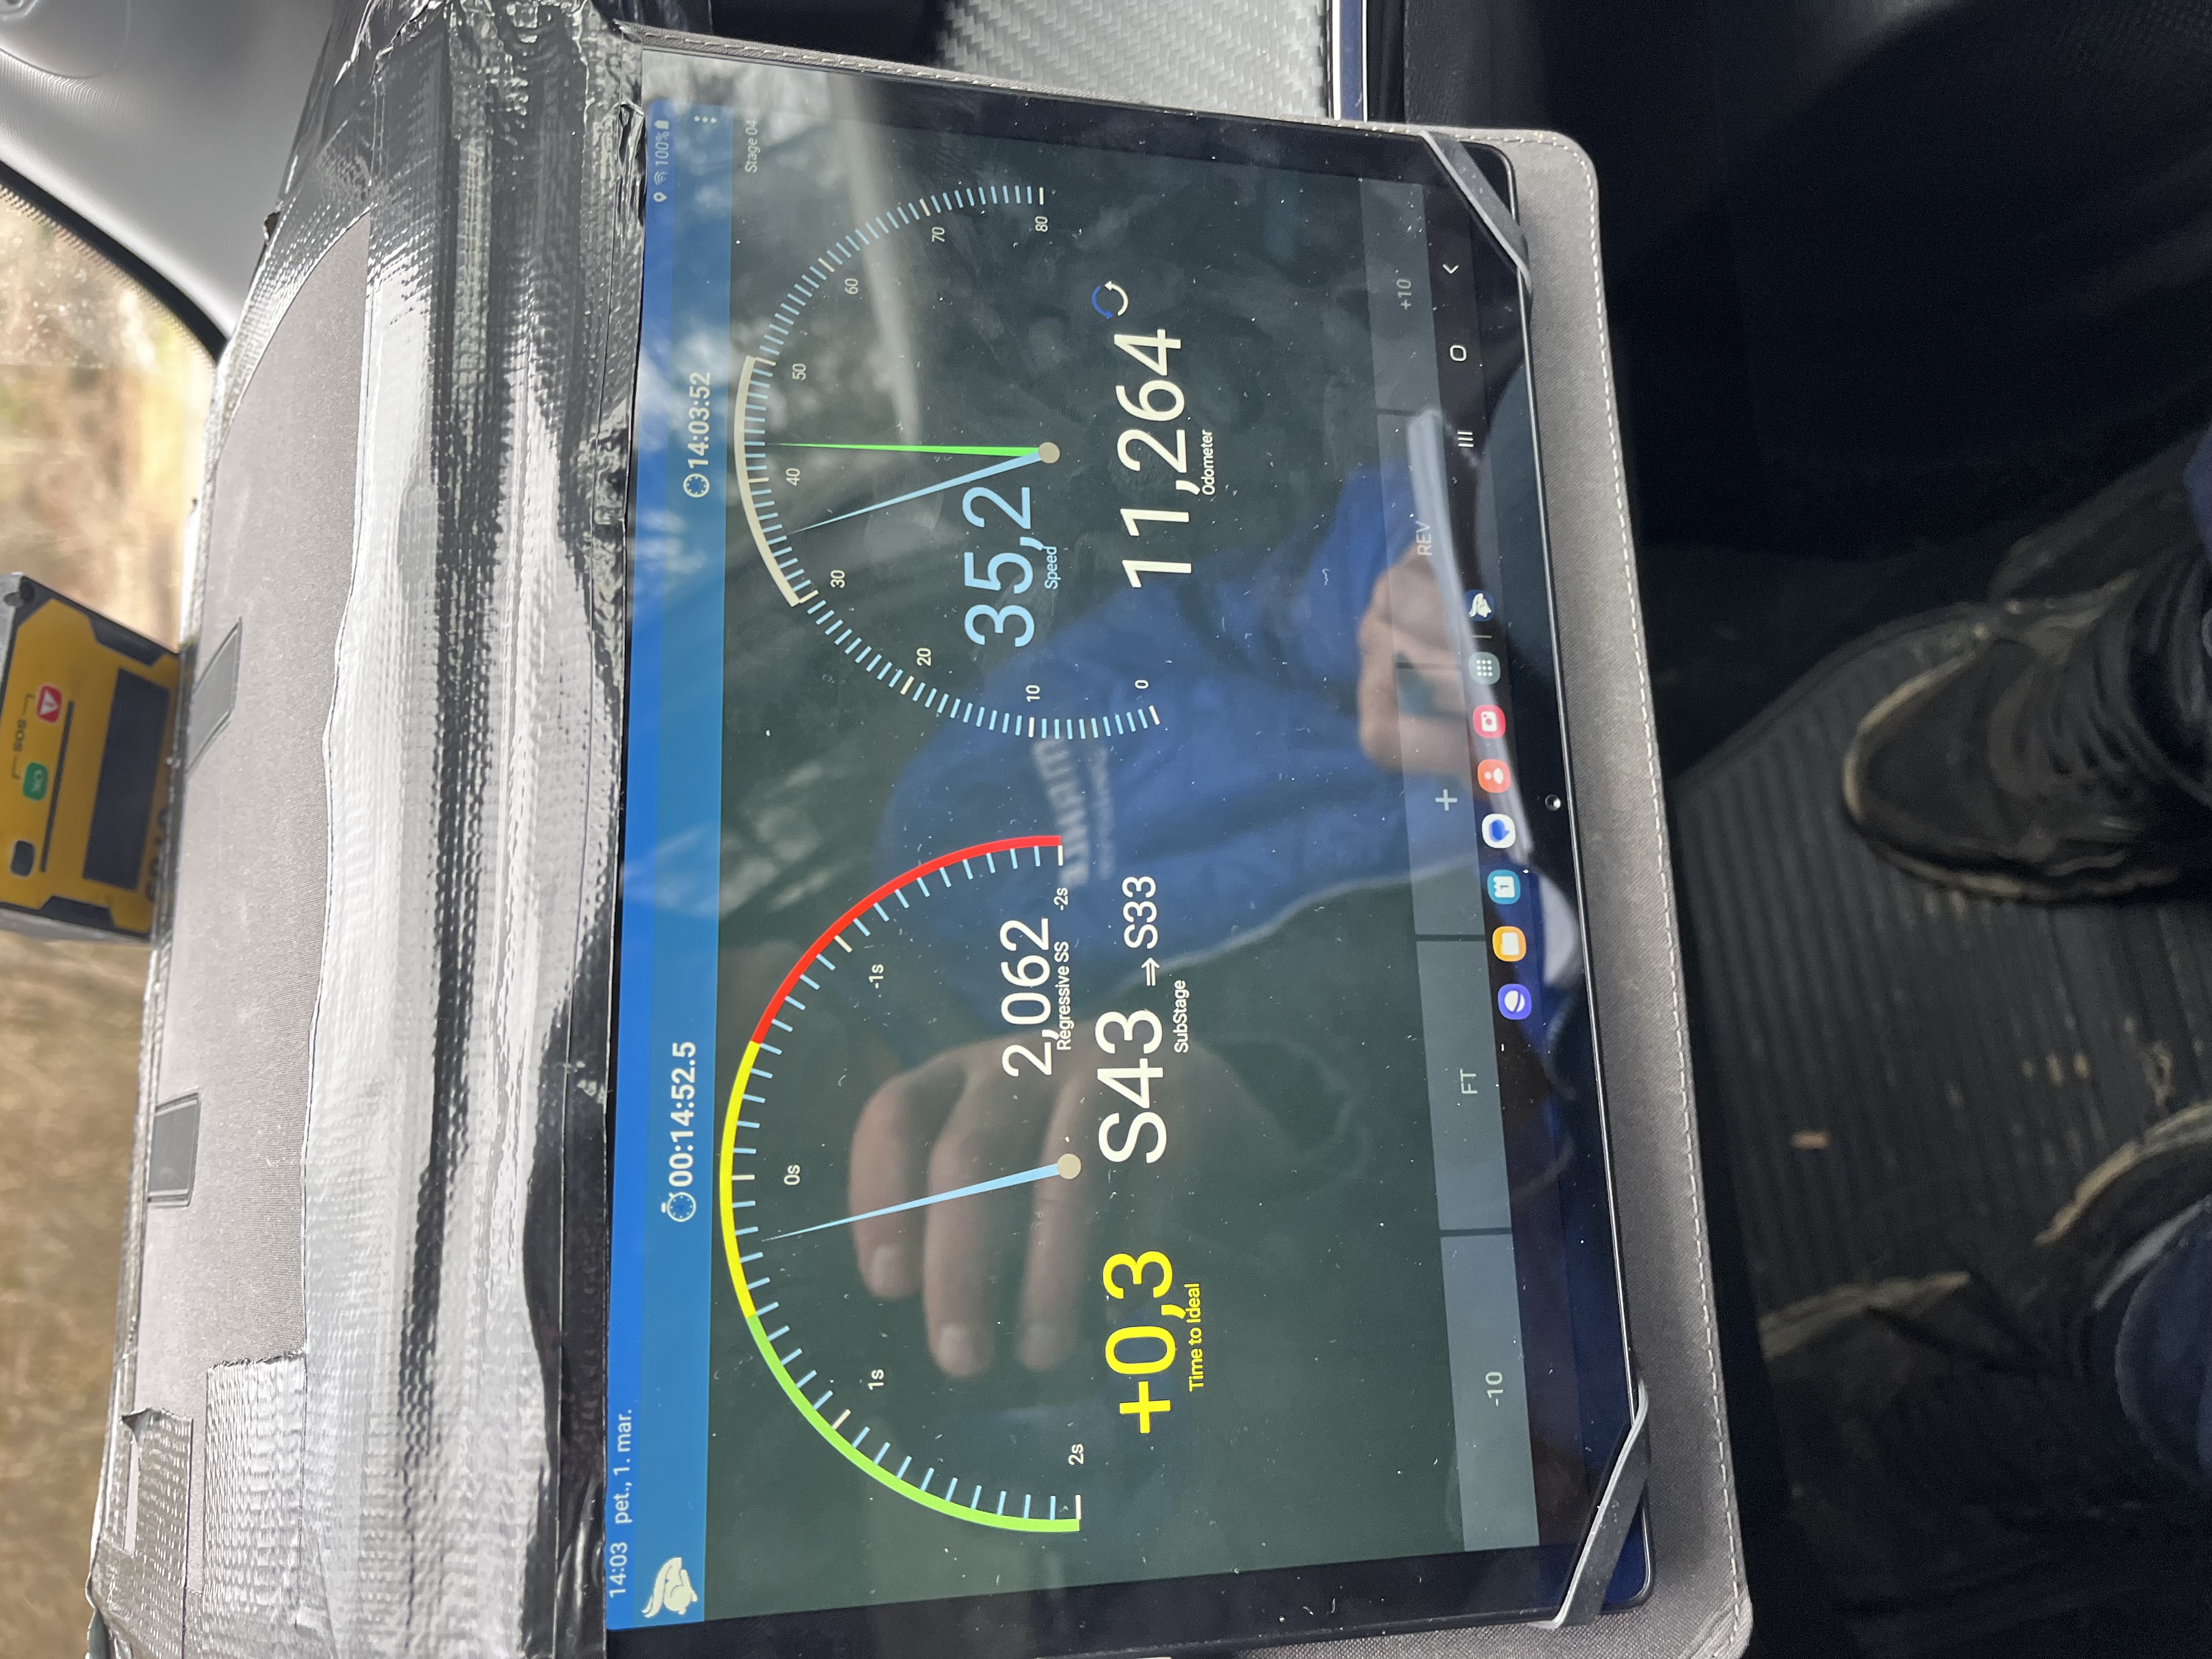 SOS
OK
14:03 pet., 1. mar.
100%
00:14:52.5
14:03:52
Stage 04
0s
1s
-1s
2s
-2s
2,062
Regressive SS
+0,3
Time to Ideal
S43 ⇒ S33
SubStage
0
10
20
30
40
50
60
70
80
35,2
Speed
11,264
Odometer
-10
FT
+
REV
+10
1